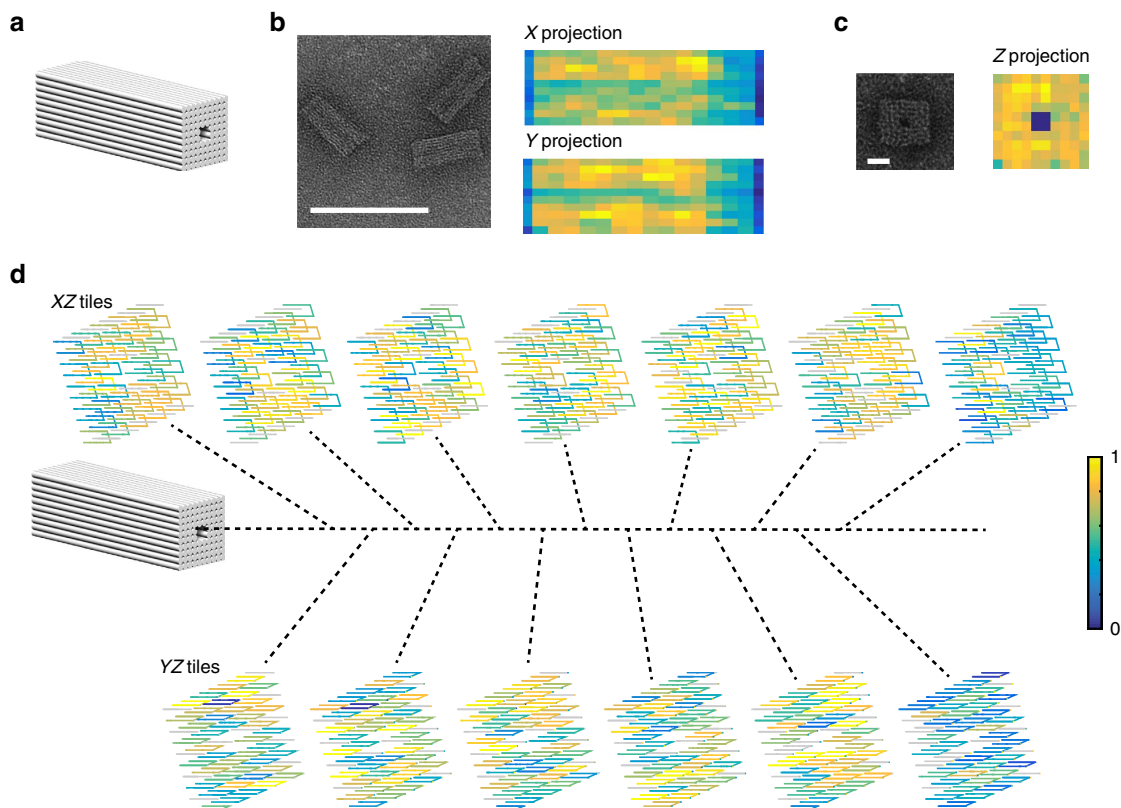 a
b
X projection
Y projection
c
Z projection
d
XZ tiles
1
0
YZ tiles